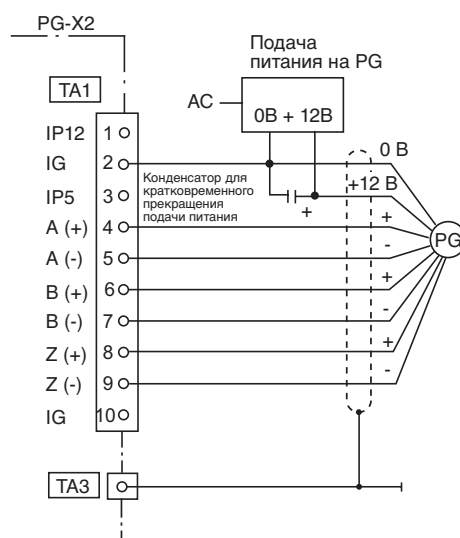 PG-X2
Подача
питания на PG
TA1
AC
0В + 12В
IP12 1
IG 2
0 В
Конденсатор для
кратковременного
прекращения
подачи питания
+
+12 В
IP5 3
A (+) 4
+
PG
A (-) 5
-
B (+) 6
+
B (-) 7
-
Z (+) 8
+
Z (-) 9
-
IG 10
TA3